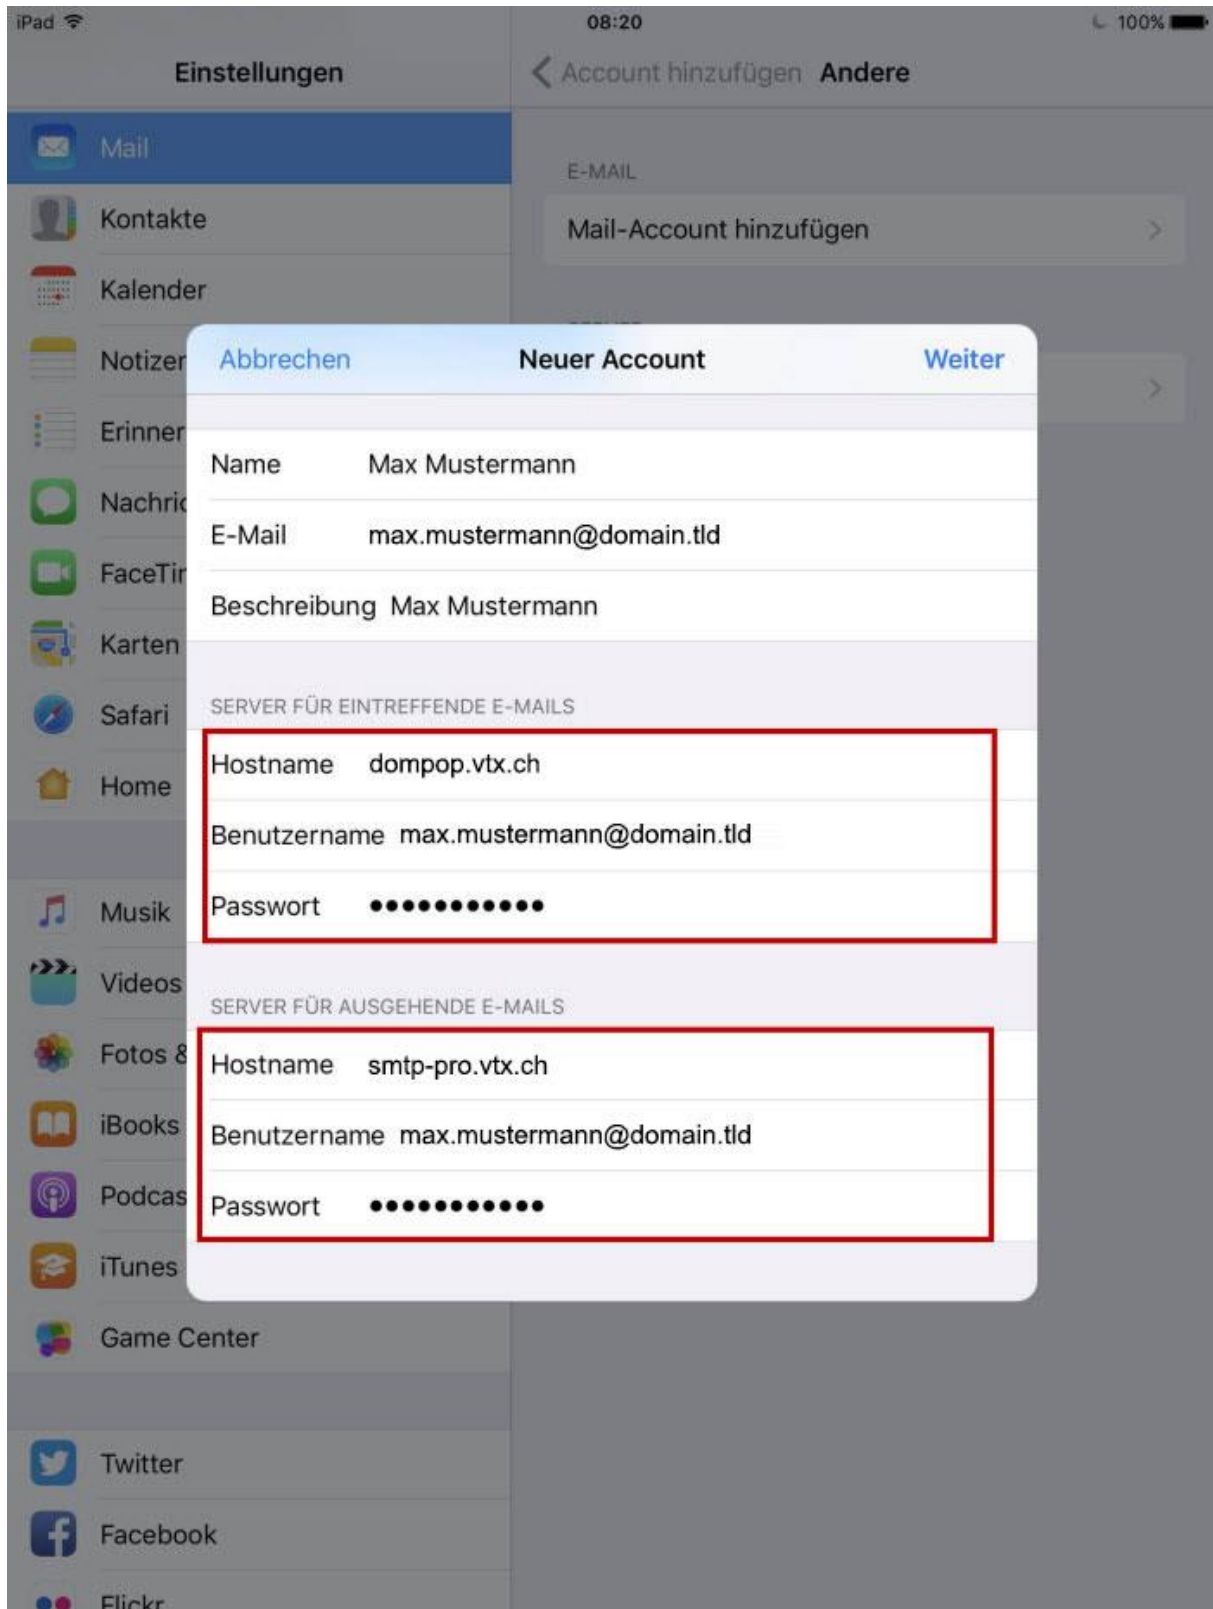 iPad 08:20 100%
Einstellungen
Account hinzufügen Andere
Mail
Kontakte
Kalender
Notizen
Erinner
Nachric
FaceTim
Karten
Safari
Home
Musik
Videos
Fotos &
iBooks
Podcas
iTunes
Game Center
Twitter
Facebook
Flickr
E-MAIL
Mail-Account hinzufügen
Abbrechen Neuer Account Weiter
Name Max Mustermann
E-Mail max.mustermann@domain.tld
Beschreibung Max Mustermann
SERVER FÜR EINTREFFENDE E-MAILS
Hostname dompop.vtx.ch
Benutzername max.mustermann@domain.tld
Passwort ●●●●●●●●●●●
SERVER FÜR AUSGEHENDE E-MAILS
Hostname smtp-pro.vtx.ch
Benutzername max.mustermann@domain.tld
Passwort ●●●●●●●●●●●